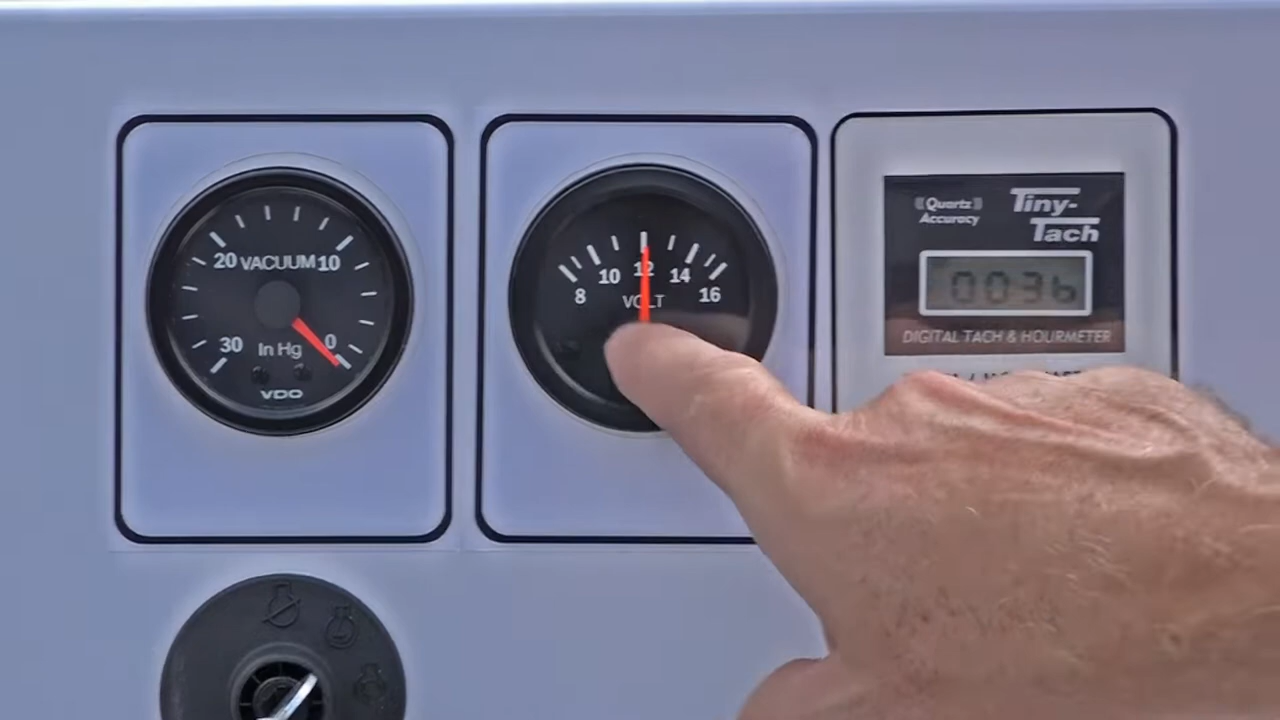 20 VACUUM 10
30 In Hg 0
VDO
8 10 12 14 16
VOLT
Quartz
Accuracy
Tiny-
Tach
0036
DIGITAL TACH & HOURMETER